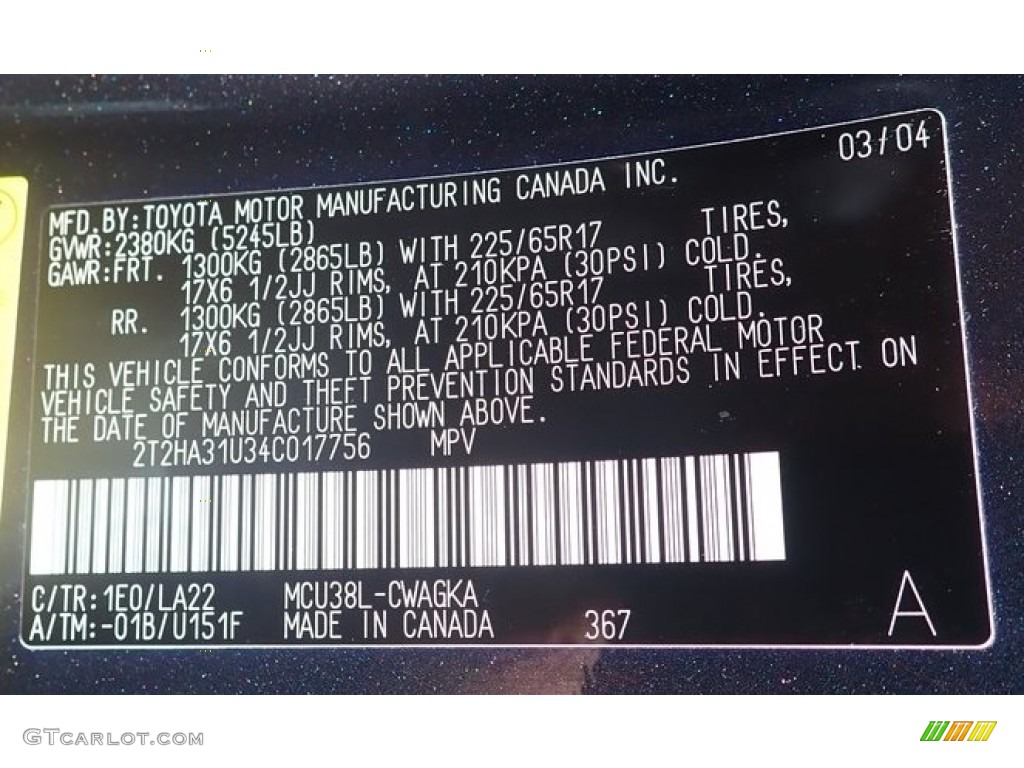 03/04
MFD.BY:TOYOTA MOTOR MANUFACTURING CANADA INC.
GVWR:2380KG (5245LB)
GAWR:FRT. 1300KG (2865LB) WITH 225/65R17 TIRES,
17X6 1/2JJ RIMS, AT 210KPA (30PSI) COLD.
RR. 1300KG (2865LB) WITH 225/65R17 TIRES,
17X6 1/2JJ RIMS, AT 210KPA (30PSI) COLD.
THIS VEHICLE CONFORMS TO ALL APPLICABLE FEDERAL MOTOR
VEHICLE SAFETY AND THEFT PREVENTION STANDARDS IN EFFECT ON
THE DATE OF MANUFACTURE SHOWN ABOVE.
2T2HA31U34C017756 MPV
C/TR:1E0/LA22 MCU38L-CWAGKA
A/TM:-01B/U151F MADE IN CANADA 367
A
GTCARLOT.COM